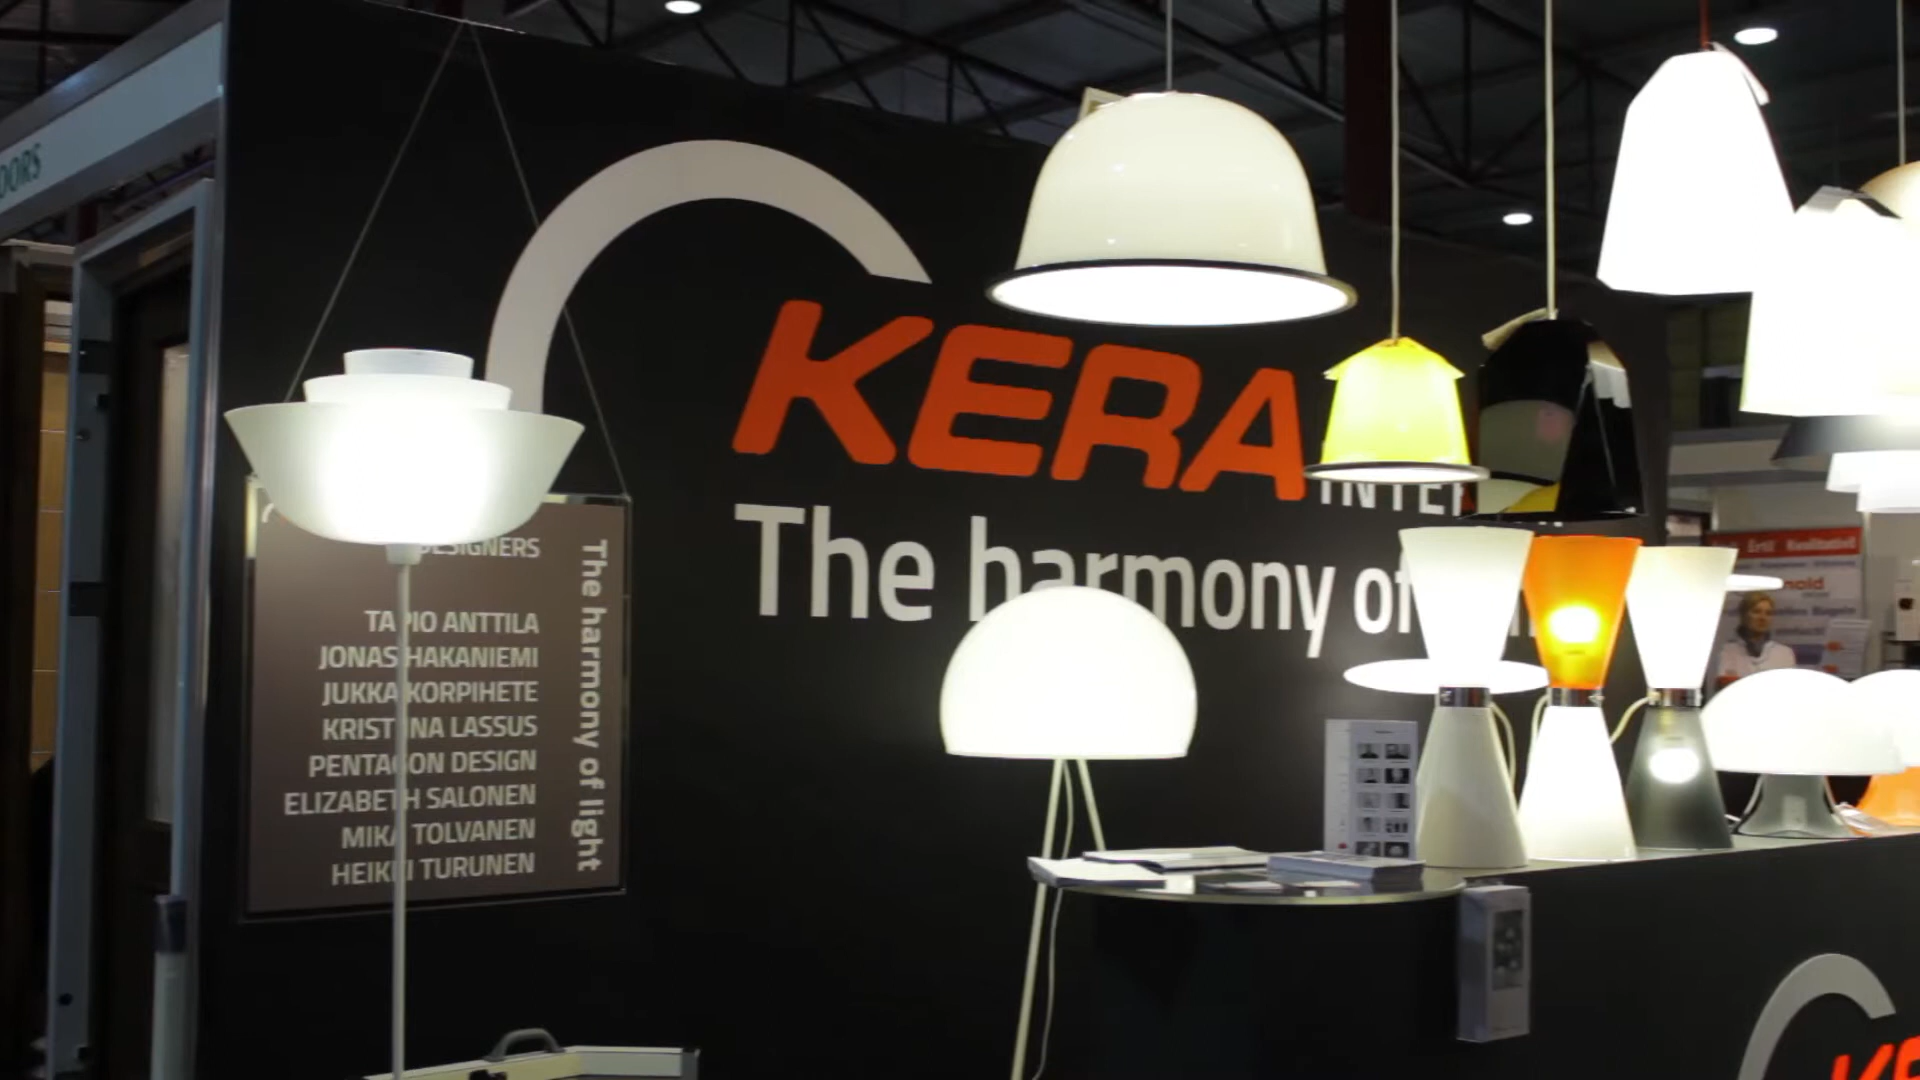 DOORS
KERA
The harmony of
DESIGNERS
TAPIO ANTTILA
JONAS HAKANIEMI
JUKKA KORPIHETE
KRISTIINA LASSUS
PENTAGON DESIGN
ELIZABETH SALONEN
MIKA TOLVANEN
HEIKKI TURUNEN
The harmony of light